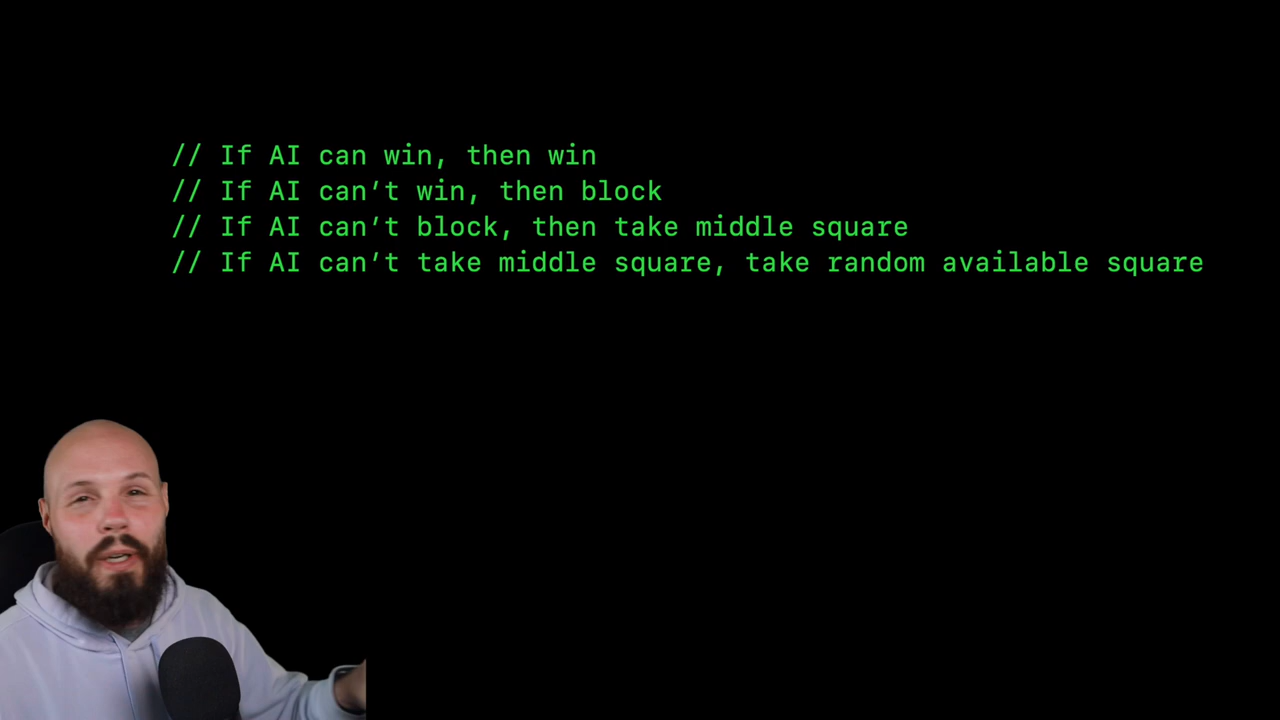 // If AI can win, then win
// If AI can’t win, then block
// If AI can’t block, then take middle square
// If AI can’t take middle square, take random available square